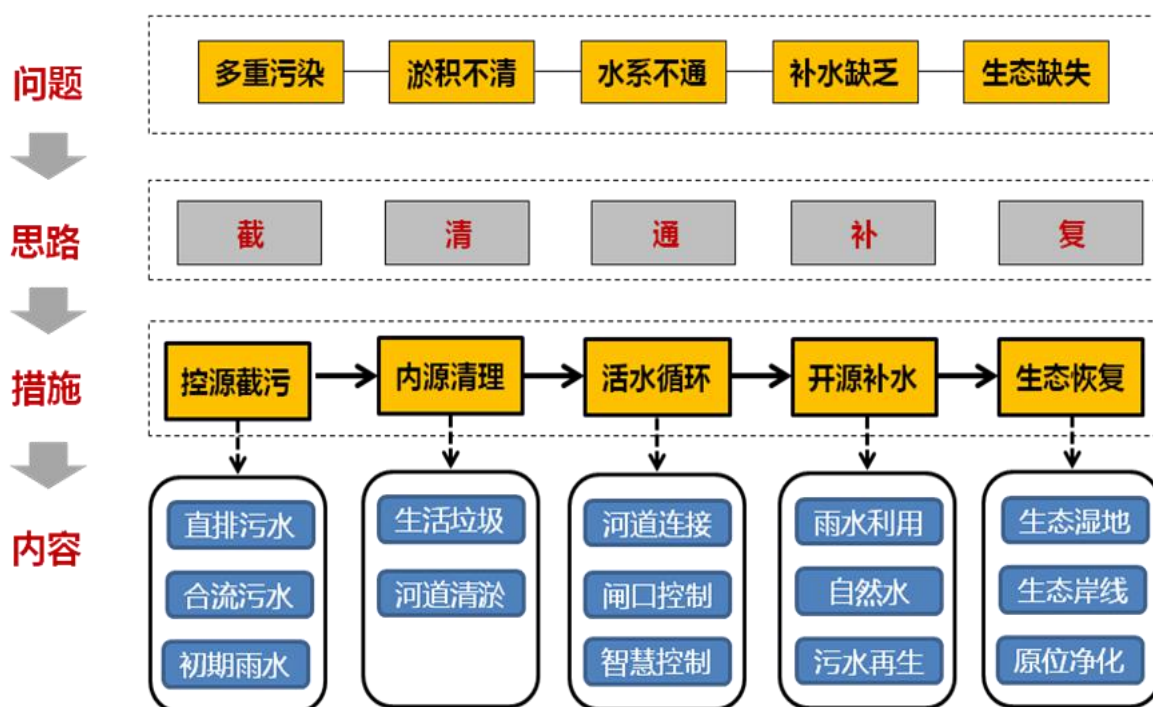 问题
多重污染
淤积不清
水系不通
补水缺乏
生态缺失
思路
截
清
通
补
复
措施
控源截污
内源清理
活水循环
开源补水
生态恢复
内容
直排污水
合流污水
初期雨水
生活垃圾
河道清淤
河道连接
闸口控制
智慧控制
雨水利用
自然水
污水再生
生态湿地
生态岸线
原位净化